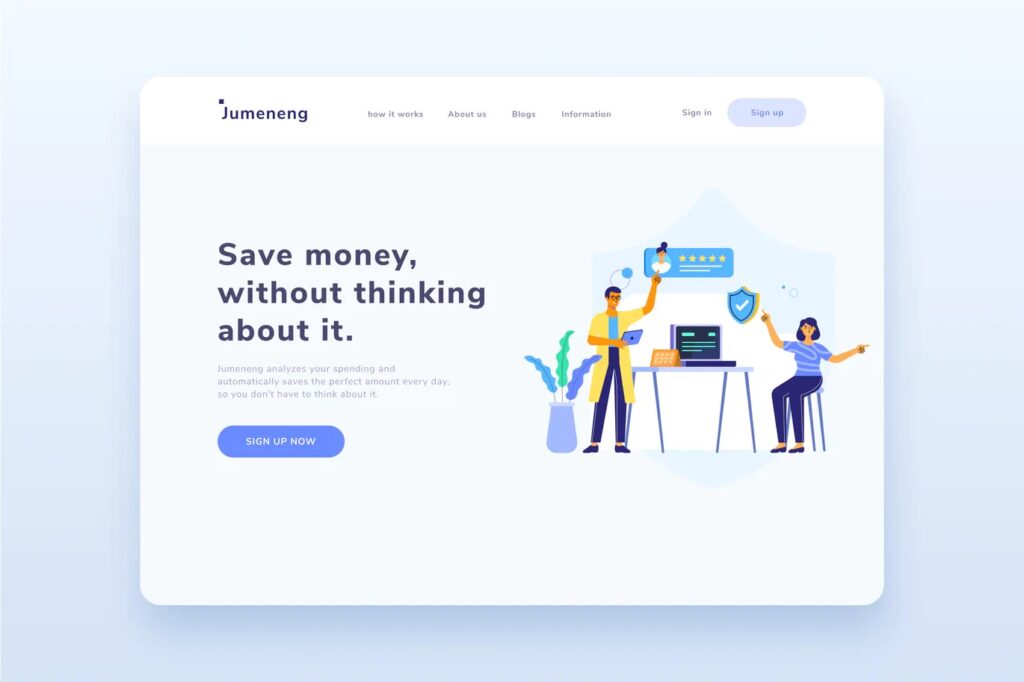 Jumeneng
how it works
About us
Blogs
Information
Sign in
Sign up
Save money,
without thinking
about it.
Jumeneng analyzes your spending and
automatically saves the perfect amount every day,
so you don't have to think about it.
SIGN UP NOW